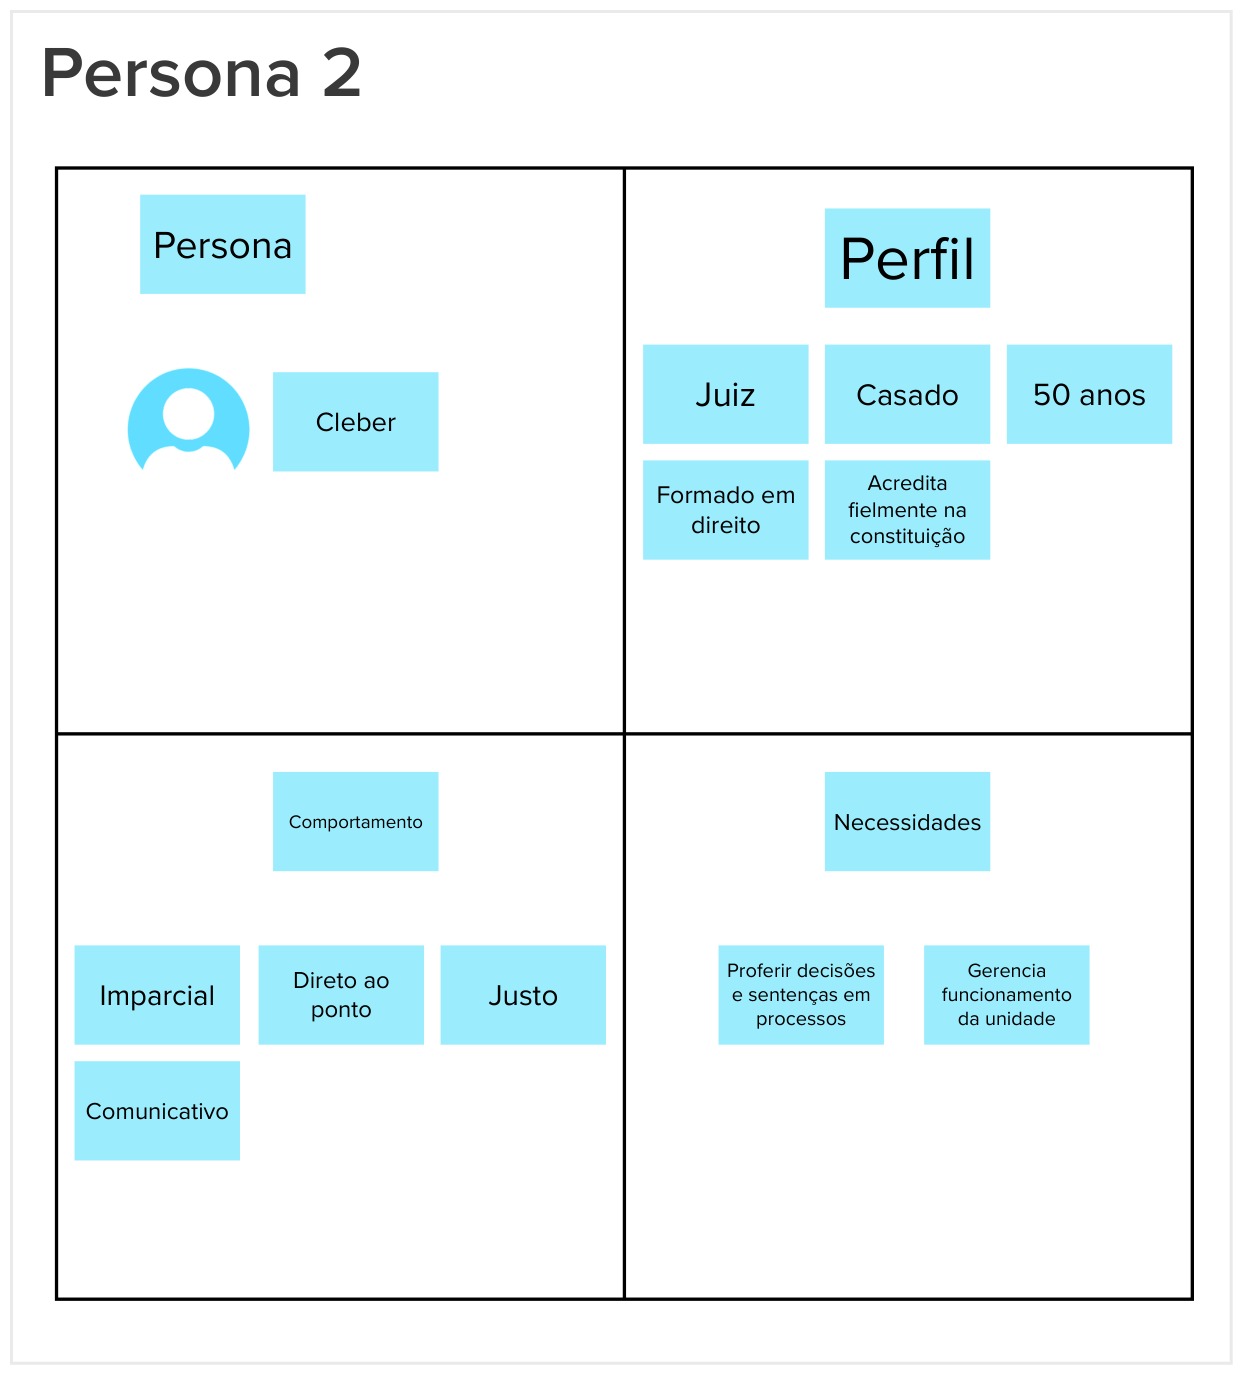 Persona 2
Persona
Cleber
Perfil
Juiz
Casado
50 anos
Formado em
direito
Acredita
fielmente na
constituição
Comportamento
Imparcial
Direto ao
ponto
Justo
Comunicativo
Necessidades
Proferir decisões
e sentenças em
processos
Gerencia
funcionamento
da unidade